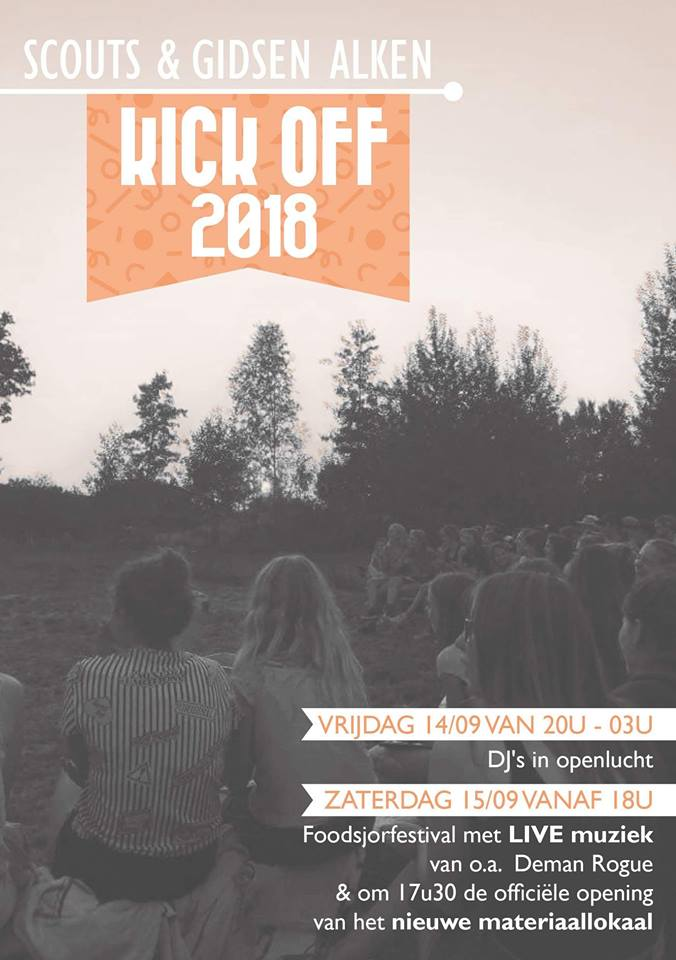 SCOUTS & GIDSEN ALKEN
KICK OFF
2018
VRIJDAG 14/09 VAN 20U - 03U
DJ's in openlucht
ZATERDAG 15/09 VANAF 18U
Foodsjorfestival met LIVE muziek
van o.a. Deman Rogue
& om 17u30 de officiële opening
van het nieuwe materiaallokaal